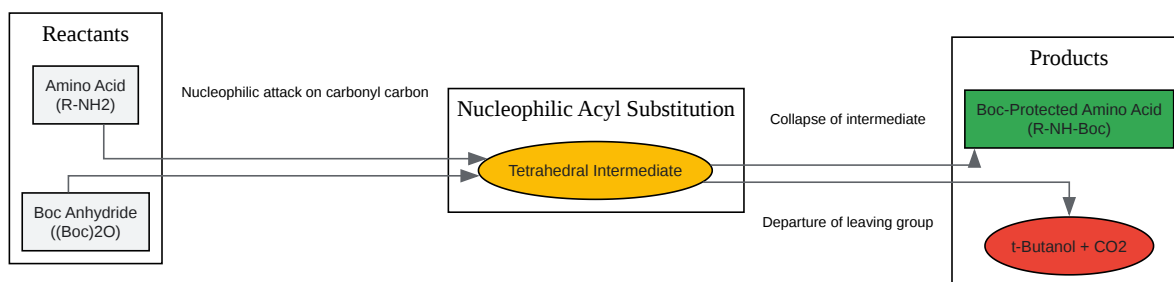 Reactants
Amino Acid
(R-NH2)
Boc Anhydride
((Boc)2O)
Nucleophilic attack on carbonyl carbon
Nucleophilic Acyl Substitution
Tetrahedral Intermediate
Collapse of intermediate
Departure of leaving group
Products
Boc-Protected Amino Acid
(R-NH-Boc)
t-Butanol + CO2